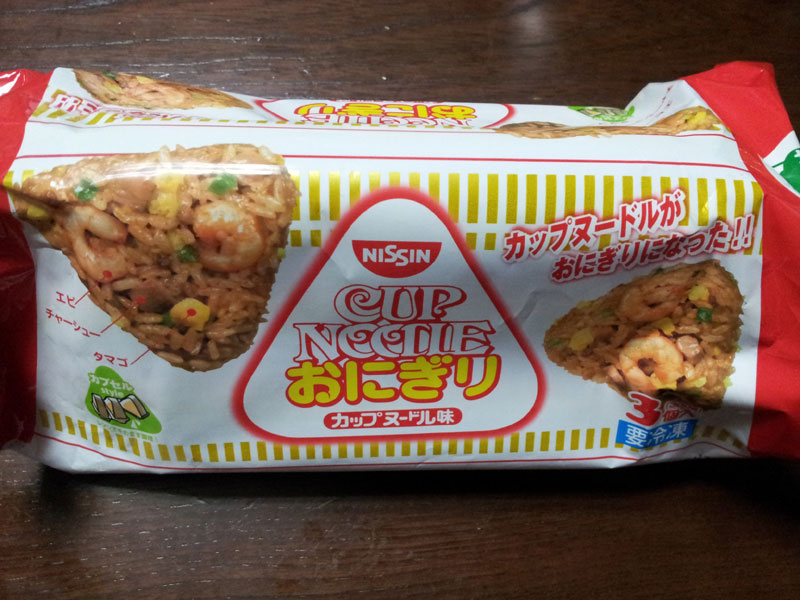 カップヌードルが
おにぎりになった!!
NISSIN
CUP
NOODLE
おにぎり
カップヌードル味
エビ
チャーシュー
タマゴ
カプセル
style
3個
要冷凍